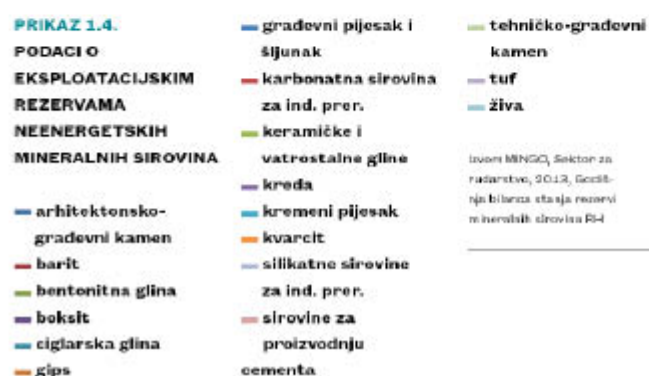 PRIKAZ 1.4.
PODACI O
EKSPLOATACIJSKIM
REZERVAMA
NEENERGETSKIH
MINERALNIH SIROVINA
arhitektonsko-
građevni kamen
barit
bentonitna glina
boksit
ciglarska glina
gips
građevni pijesak i
šljunak
karbonatna sirovina
za ind. prer.
keramičke i
vatrostalne gline
kreda
kremeni pijesak
kvarcit
silikatne sirovine
za ind. prer.
sirovine za
proizvodnju
cementa
tehničko-građevni
kamen
tuf
živa
Izvor: MINGO, Sektor za
rudarstvo, 2013, Godiš-
nja bilanca stanja rezervi
mineralnih sirovina RH